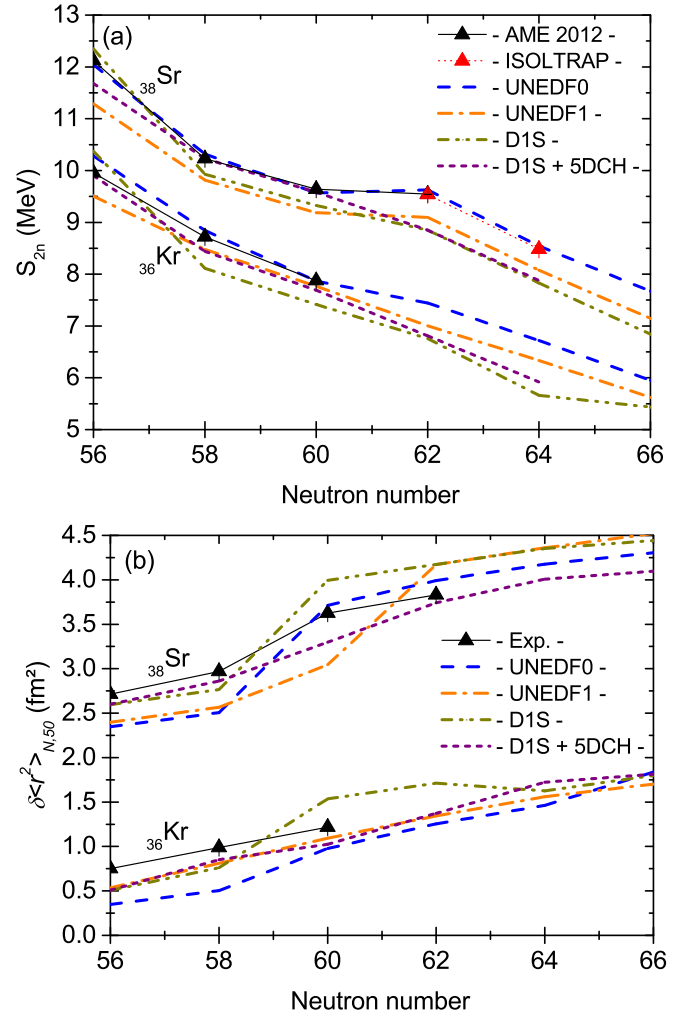 (a)
- AME 2012 -
- ISOLTRAP -
- UNEDF0
- UNEDF1 -
- D1S -
- D1S + 5DCH -
38Sr
36Kr
S2n (MeV)
13
12
11
10
9
8
7
6
5
56 58 60 62 64 66
Neutron number
(b)
38Sr
- Exp. -
- UNEDF0 -
- UNEDF1 -
- D1S -
- D1S + 5DCH -
36Kr
δ<r²>N,50 (fm²)
4.5
4.0
3.5
3.0
2.5
2.0
1.5
1.0
0.5
0.0
56 58 60 62 64 66
Neutron number